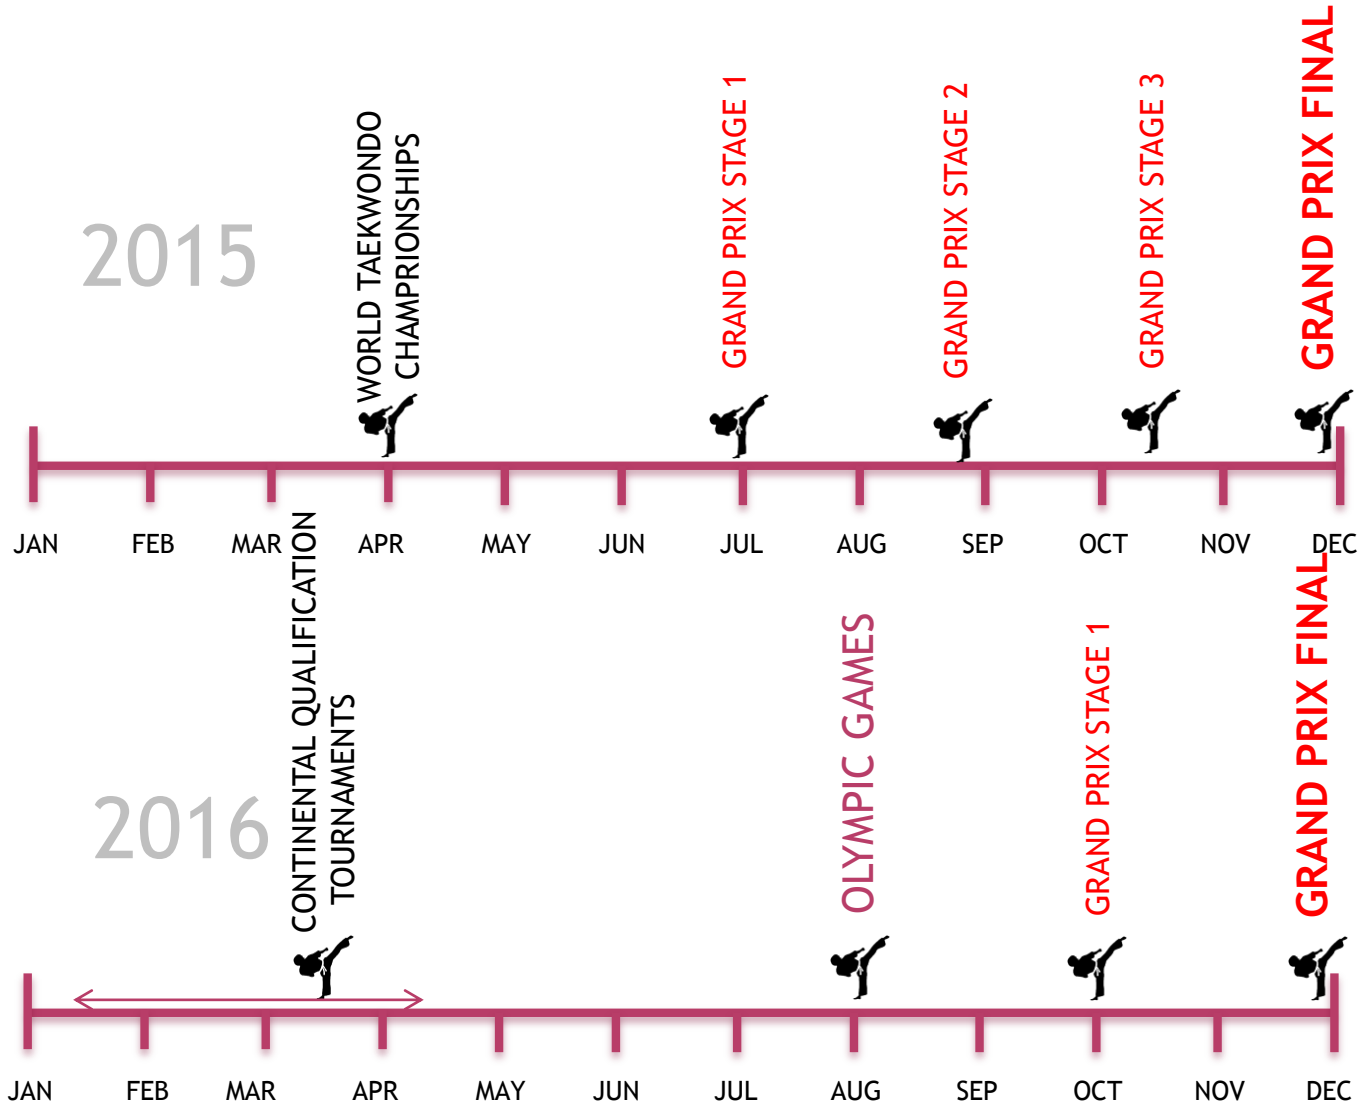 2015
WORLD TAEKWONDO
CHAMPRIONSHIPS
GRAND PRIX STAGE 1
GRAND PRIX STAGE 2
GRAND PRIX STAGE 3
GRAND PRIX FINAL
JAN FEB MAR APR MAY JUN JUL AUG SEP OCT NOV DEC
2016
CONTINENTAL QUALIFICATION
TOURNAMENTS
OLYMPIC GAMES
GRAND PRIX STAGE 1
GRAND PRIX FINAL
JAN FEB MAR APR MAY JUN JUL AUG SEP OCT NOV DEC